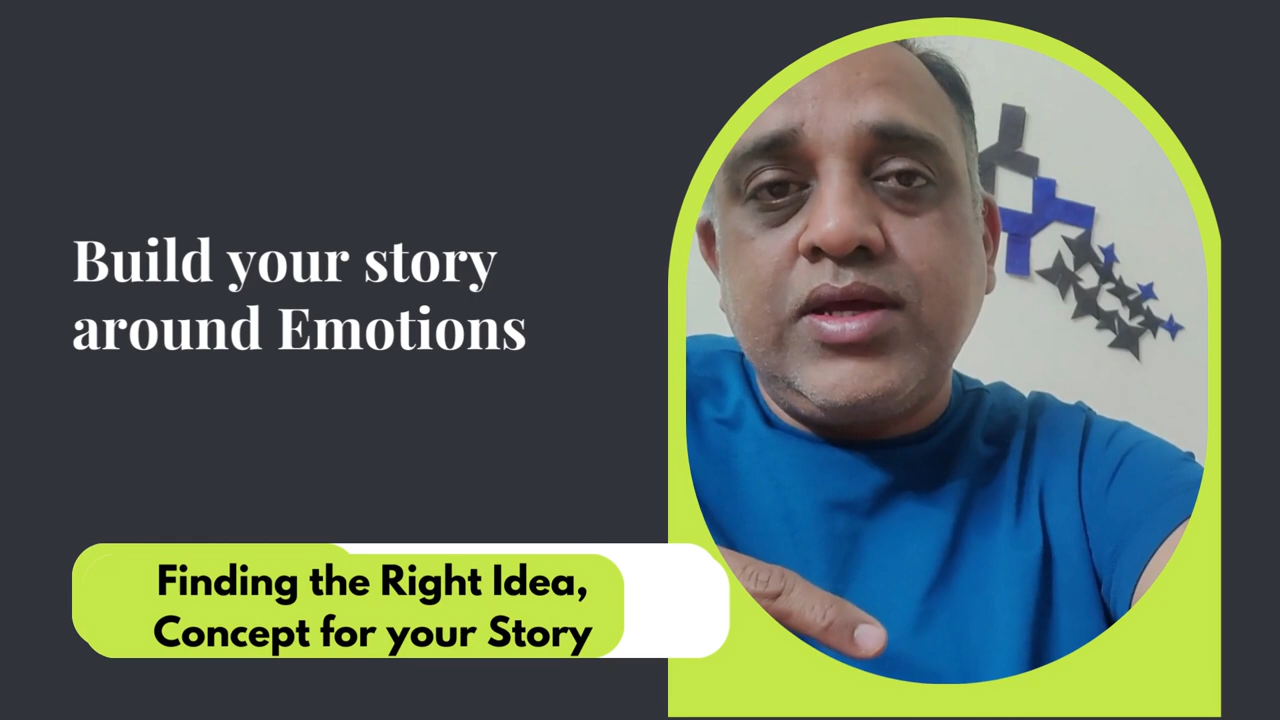 Build your story
around Emotions
Finding the Right Idea,
Concept for your Story